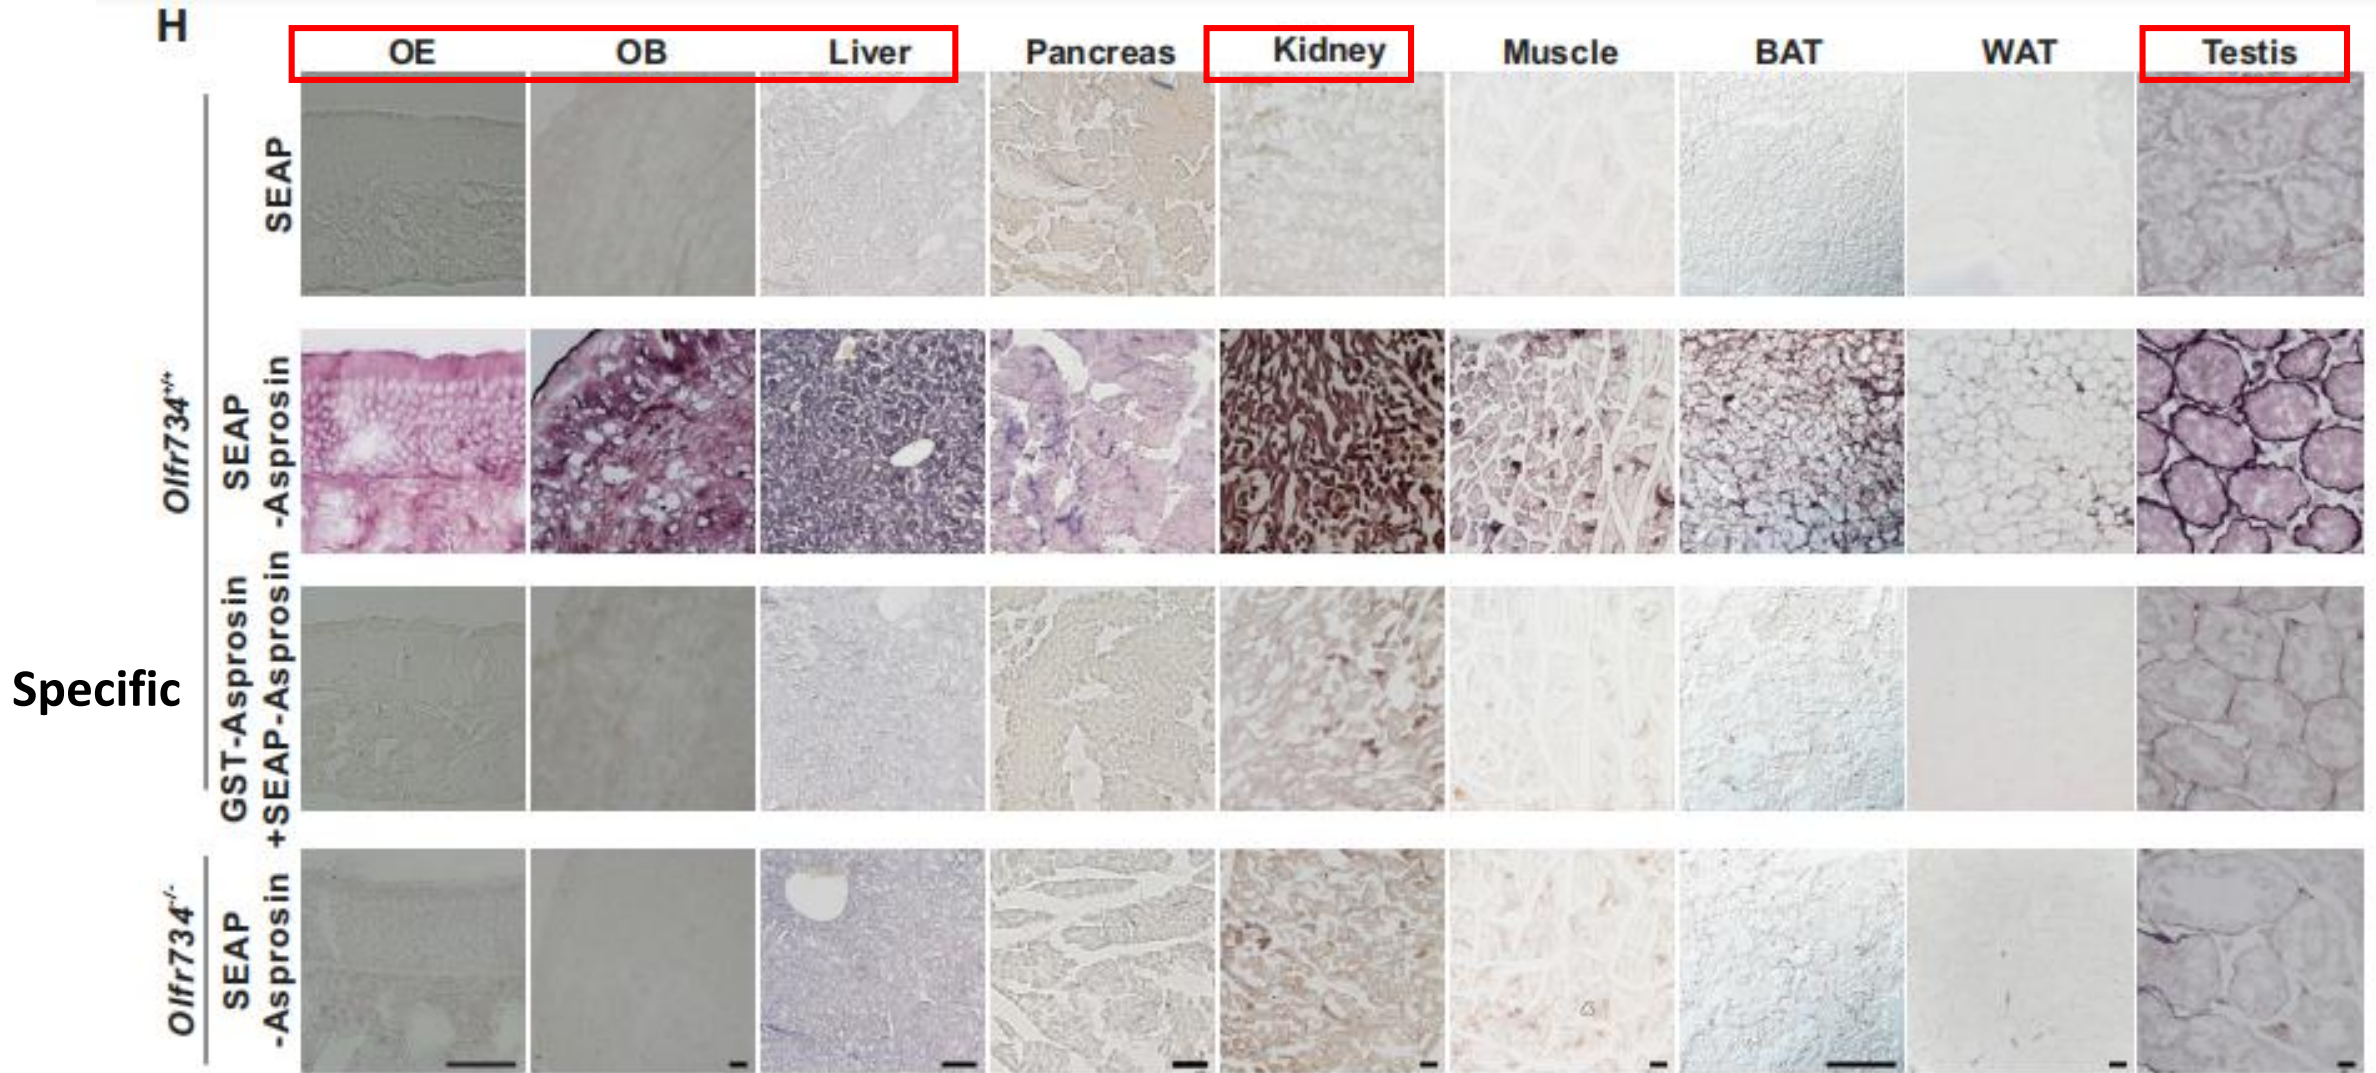 H
OE OB Liver Pancreas Kidney Muscle BAT WAT Testis
Olfr734+/+
SEAP
SEAP
-Asprosin
Specific
GST-Asprosin
+SEAP-Asprosin
Olfr734-/-
SEAP
-Asprosin